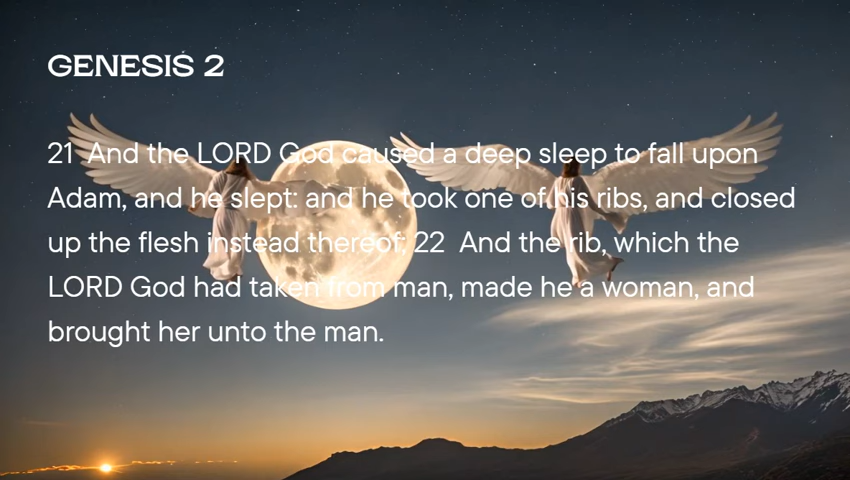 GENESIS 2
21  And the LORD God caused a deep sleep to fall upon
Adam, and he slept: and he took one of his ribs, and closed
up the flesh instead thereof; 22  And the rib, which the
LORD God had taken from man, made he a woman, and
brought her unto the man.